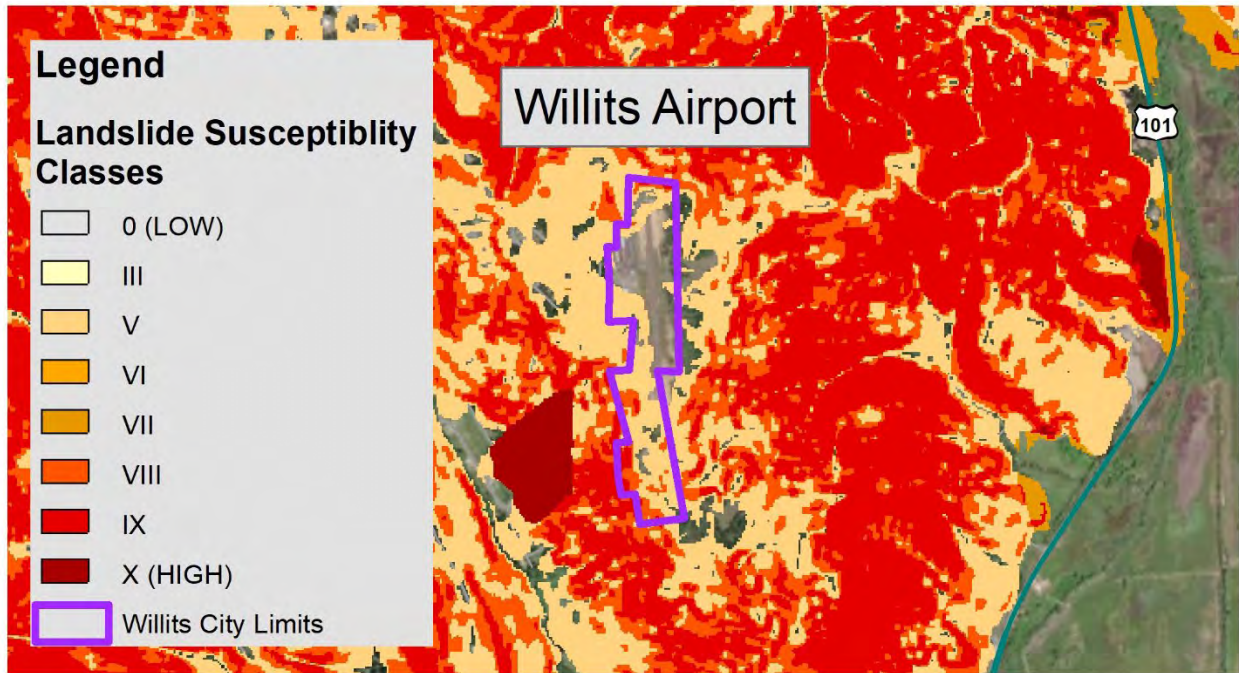 Legend
Landslide Susceptiblity
Classes
0 (LOW)
III
V
VI
VII
VIII
IX
X (HIGH)
Willits City Limits
Willits Airport
101